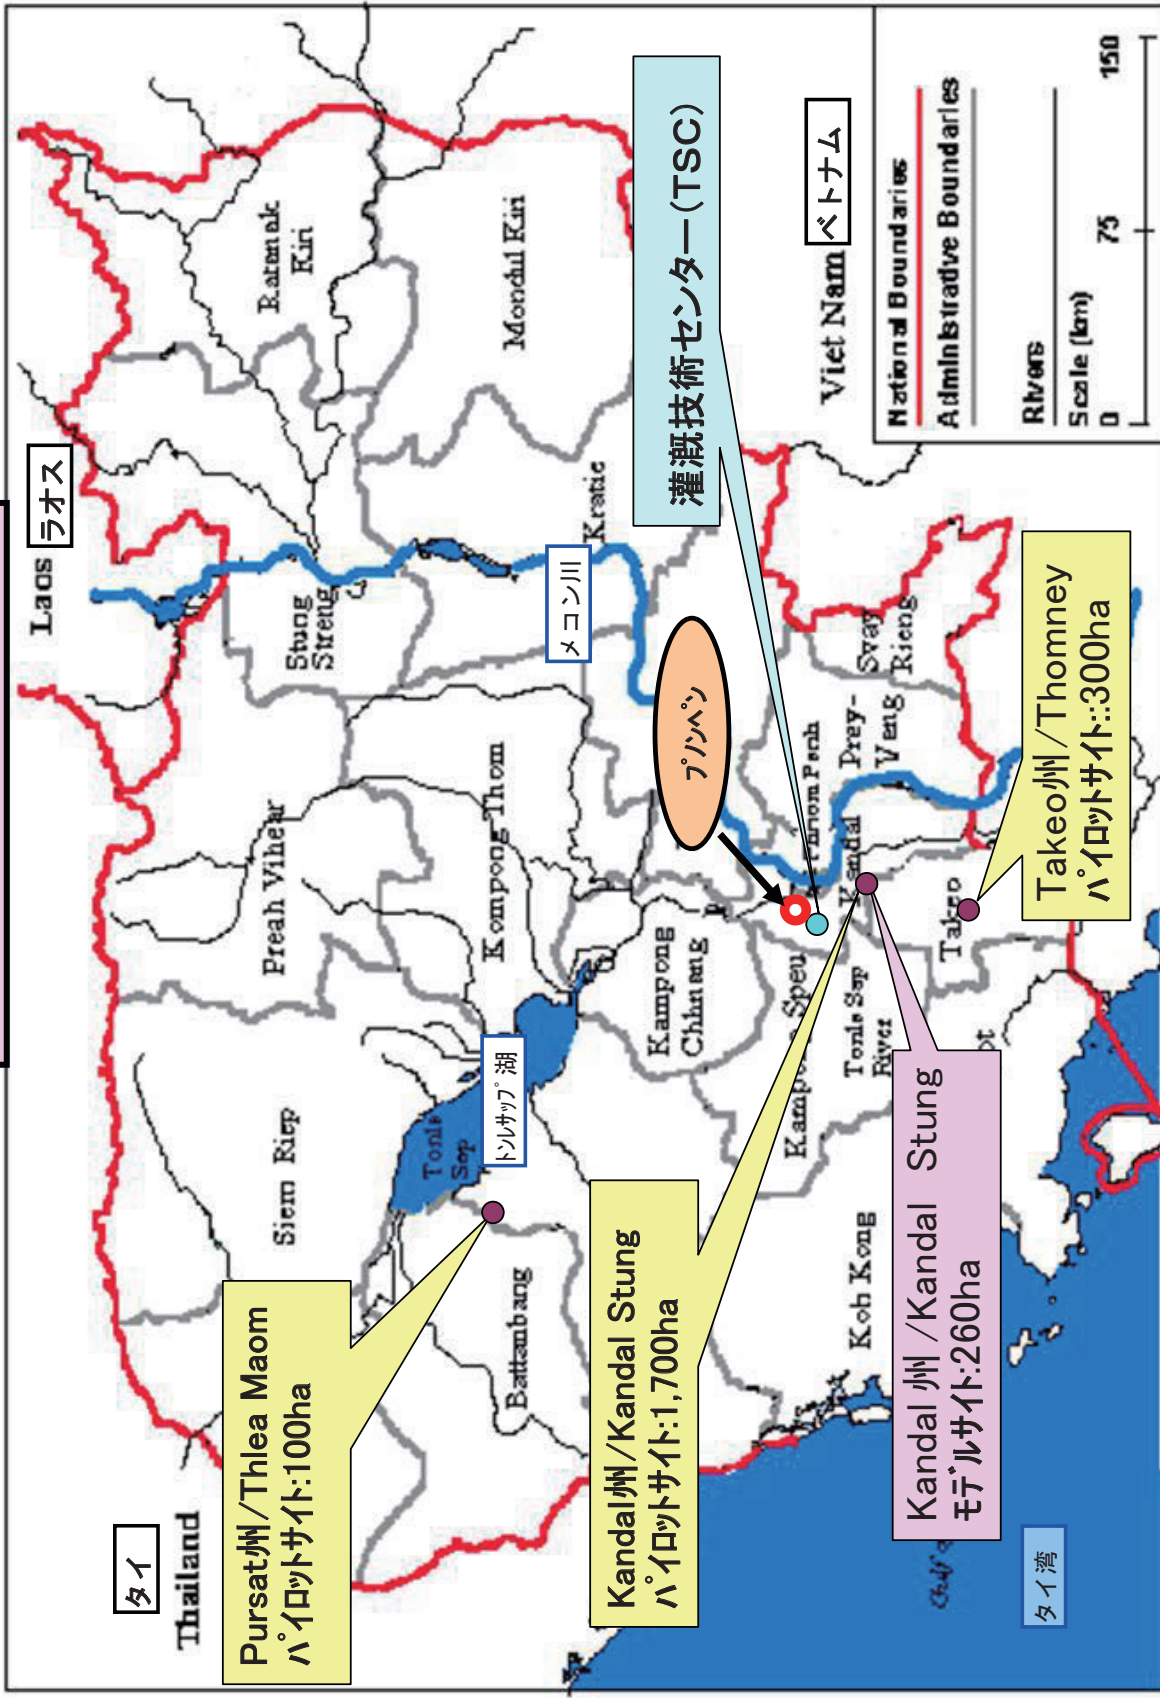 Laos
ラオス
タイ
Thailand
Ratanak
Kiri
Stung
Streng
Preah Vihear
Siem Riep
Mondul Kiri
Kratie
メコン川
Kompong Thom
トンレサップ湖
Tonle
Sap
Battambang
Pursat州/Thlea Maom
パイロットサイト:100ha
灌漑技術センター(TSC)
プノンペン
Kampong
Chhnang
Kandal州/Kandal Stung
パイロットサイト:1,700ha
Viet Nam
ベトナム
Phnom Penh
Kandal
Prey-
Veng
Svay
Rieng
Kampong Speu
Tonle Sap
River
Koh Kong
Kandal 州 /Kandal Stung
モデルサイト:260ha
Takeo
Takeo州/Thomney
パイロットサイト::300ha
タイ湾
National Boundaries
Administrative Boundaries
Rivers
Scale (km)
0 75 150